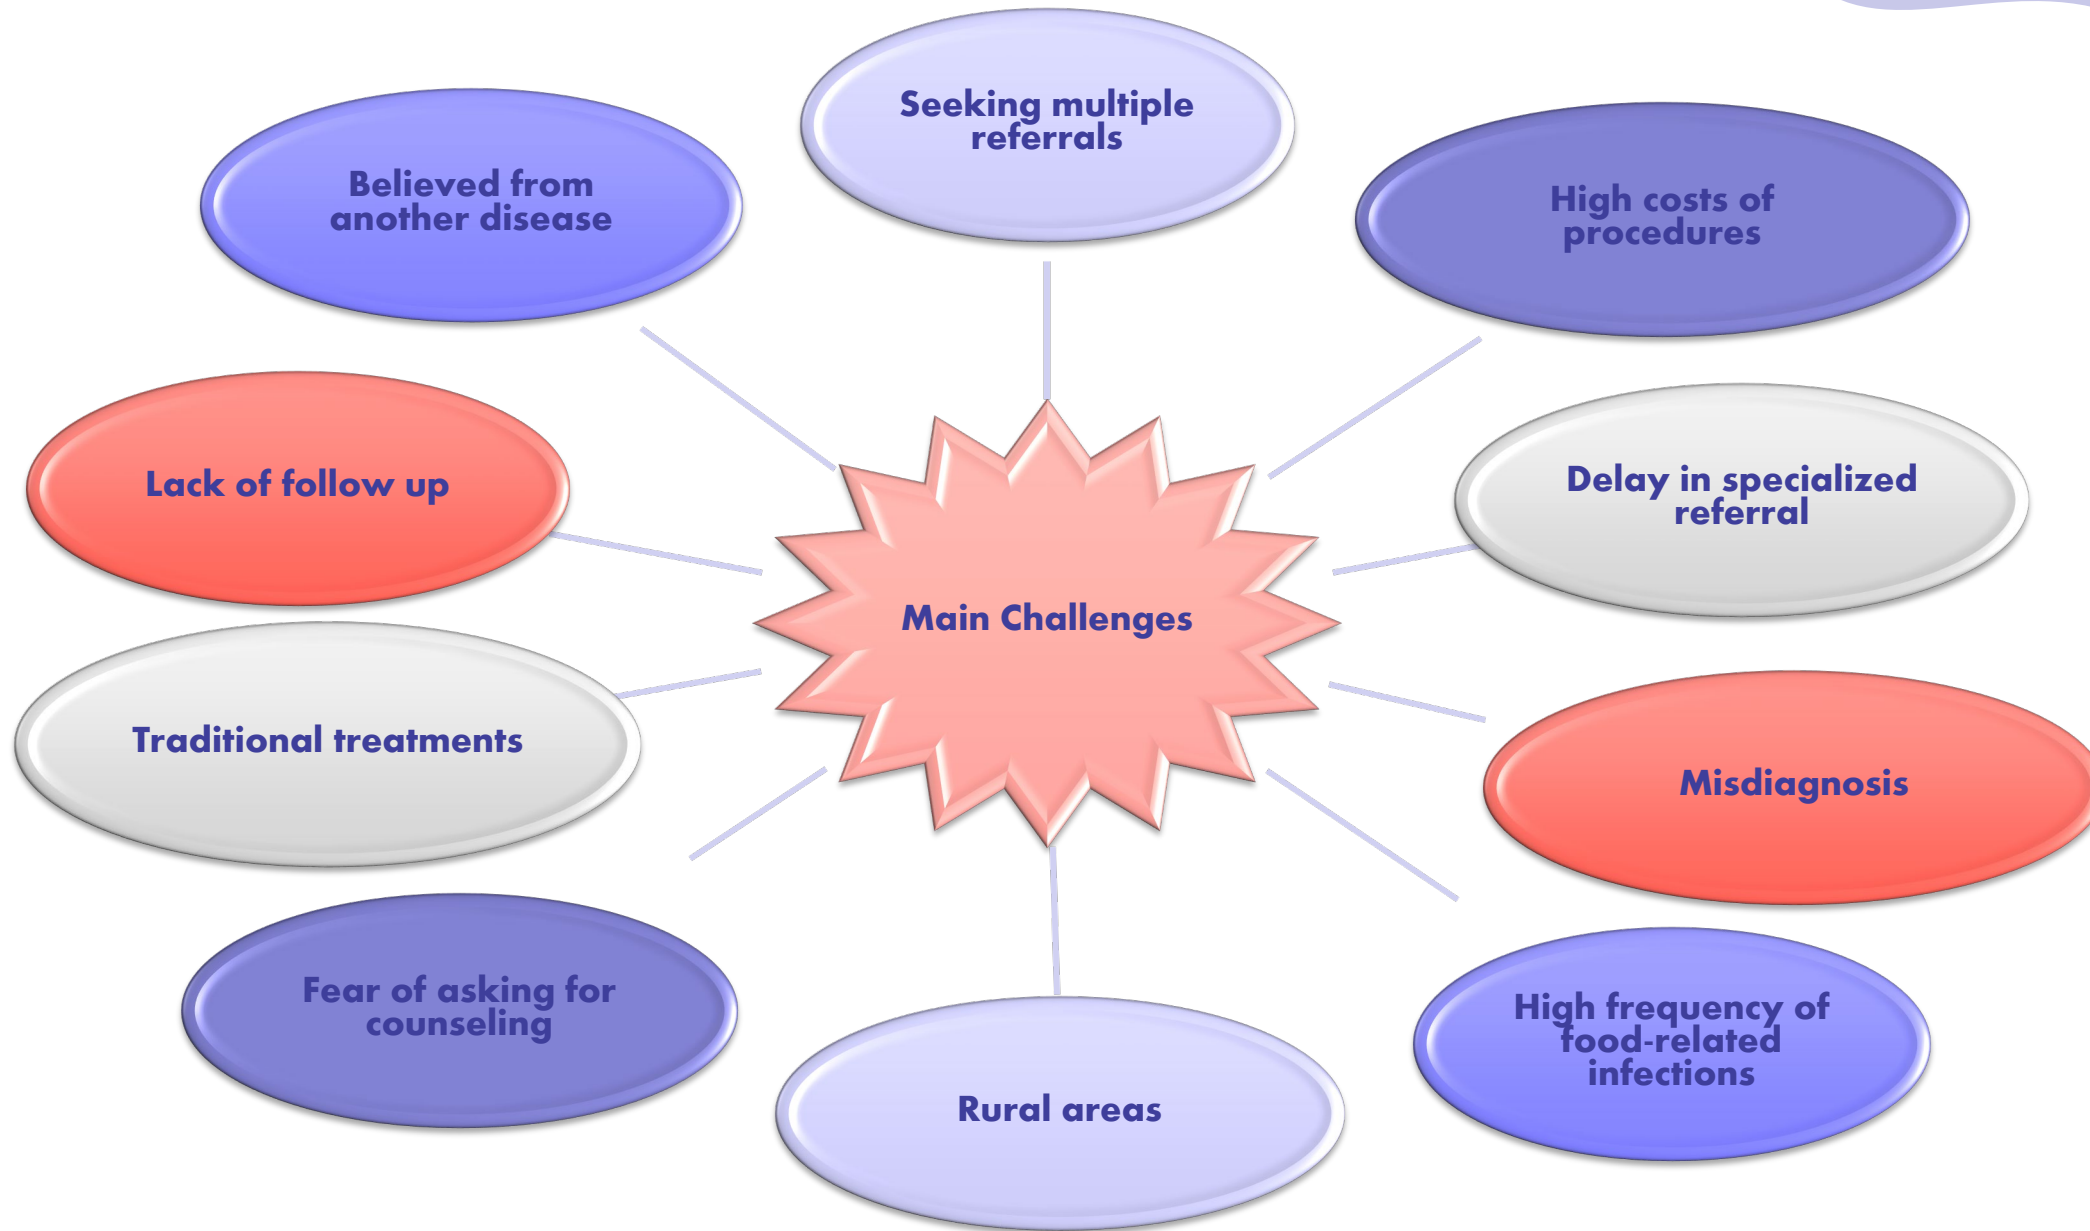 Seeking multiple
referrals
High costs of
procedures
Delay in specialized
referral
Misdiagnosis
High frequency of
food-related
infections
Rural areas
Fear of asking for
counseling
Traditional treatments
Lack of follow up
Believed from
another disease
Main Challenges